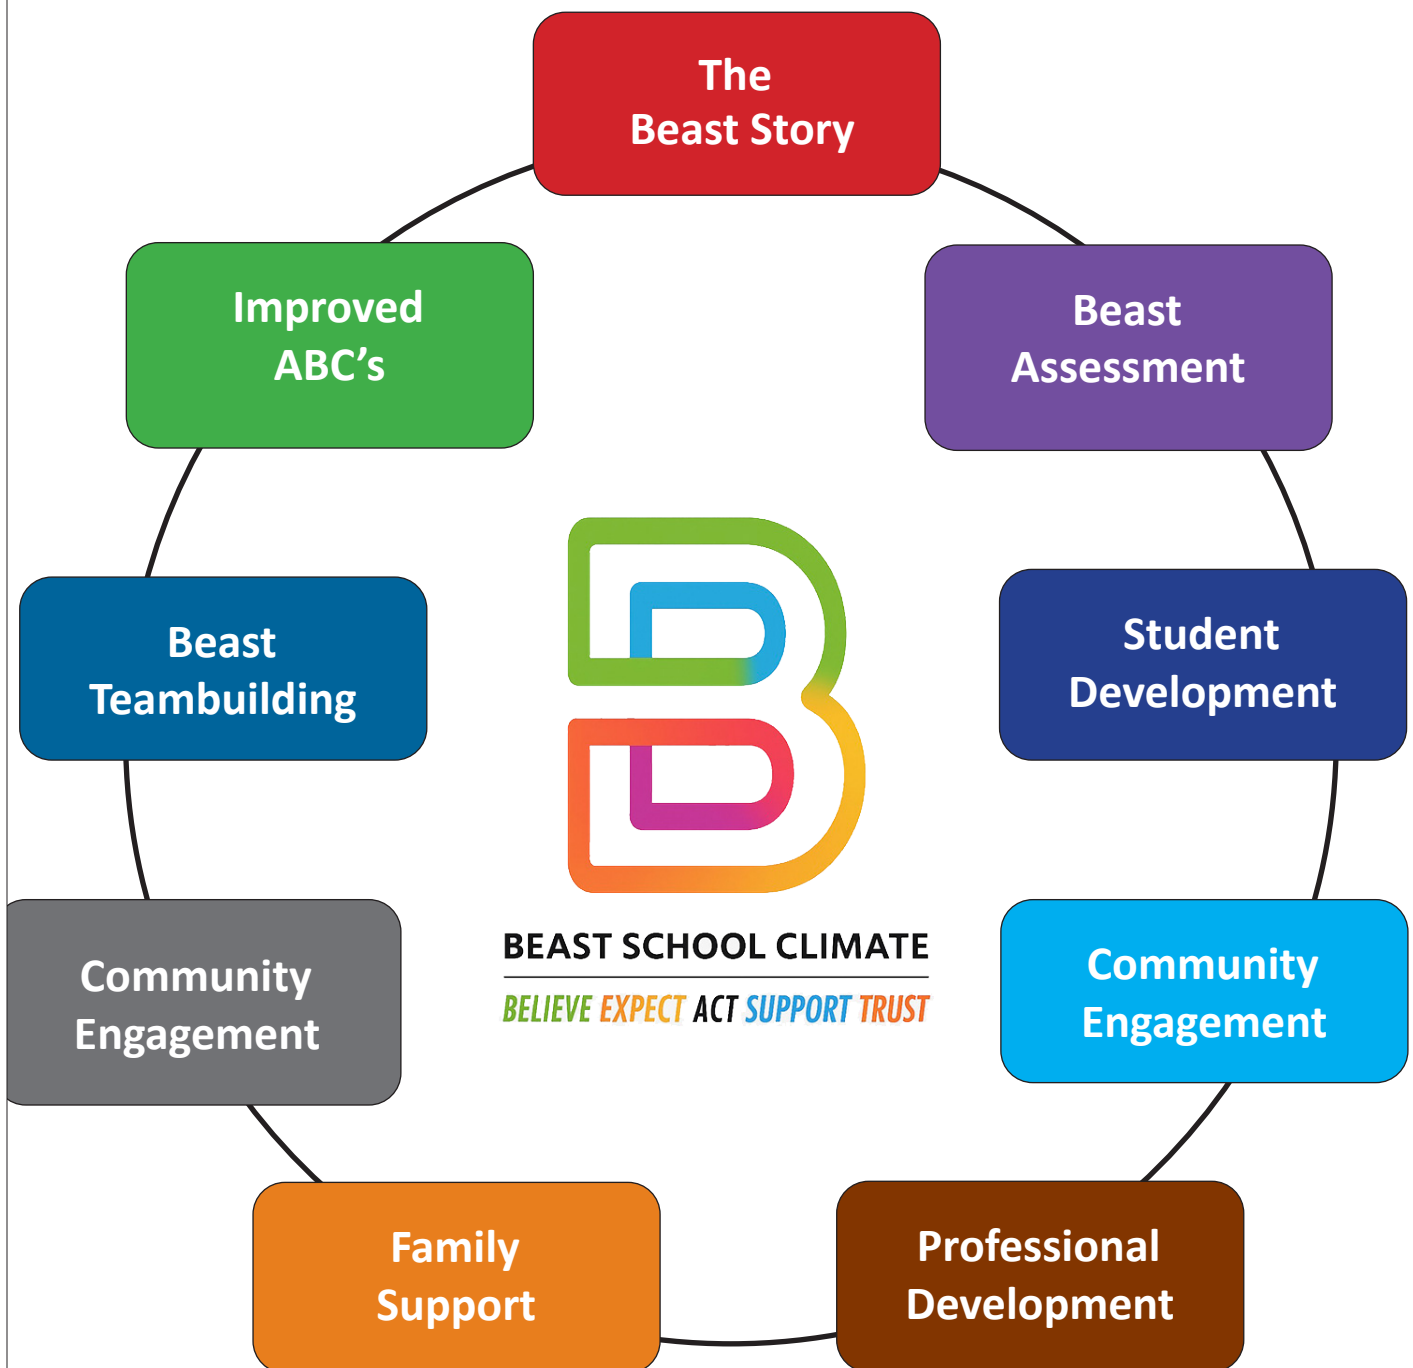 The
Beast Story
Improved
ABC’s
Beast
Assessment
Beast
Teambuilding
Student
Development
BEAST SCHOOL CLIMATE
BELIEVE EXPECT ACT SUPPORT TRUST
Community
Engagement
Community
Engagement
Family
Support
Professional
Development